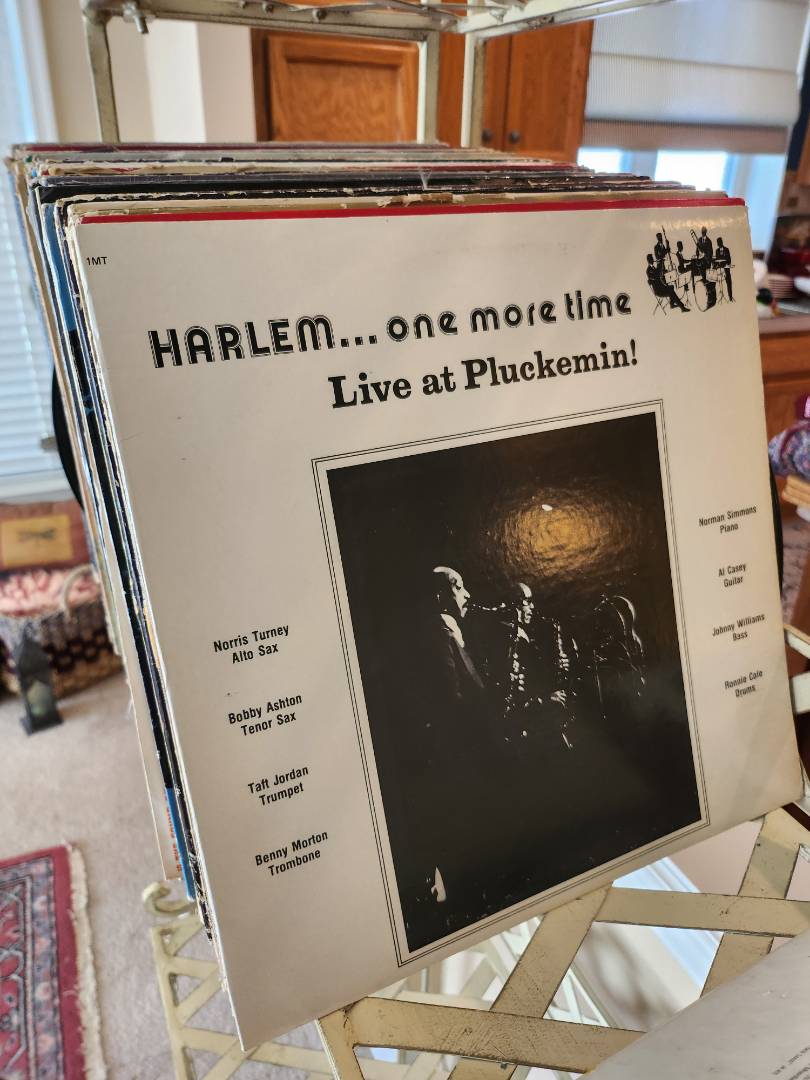 1MT
HARLEM... one more time
Live at Pluckemin!
Norris Turney
Alto Sax
Bobby Ashton
Tenor Sax
Taft Jordan
Trumpet
Benny Morton
Trombone
Norman Simmons
Piano
Al Casey
Guitar
Johnny Williams
Bass
Ronnie Cole
Drums